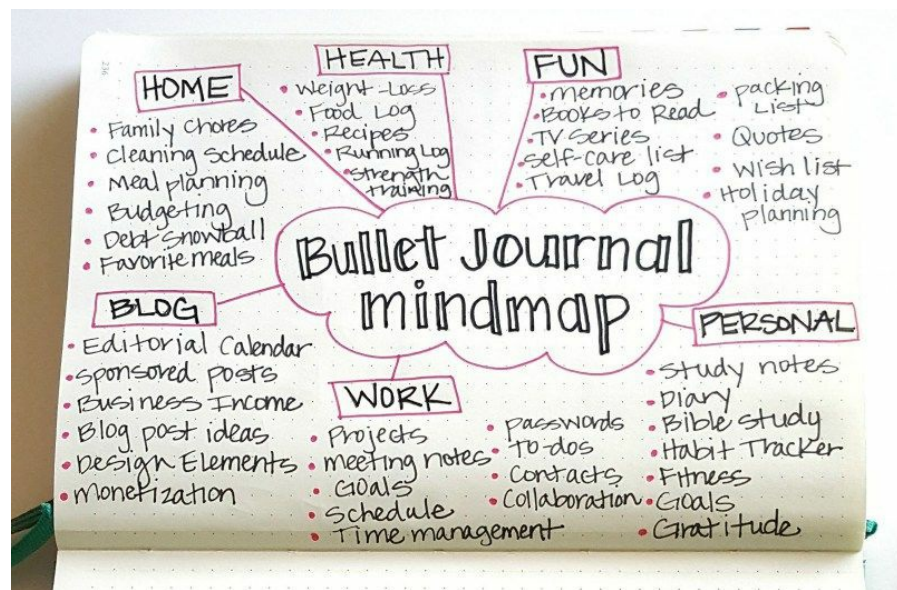 HOME
• Family Chores
• Cleaning Schedule
• Meal planning
• Budgeting
• Debt Snowball
• Favorite meals
HEALTH
• Weight-Loss
• Food Log
• Recipes
• Running Log
• Strength
training
FUN
• memories
• Books to Read
• TV Series
• self-care list
• Travel Log
• packing
List
• Quotes
• Wish list
• Holiday
planning
Bullet Journal
mindmap
BLOG
• Editorial Calendar
• Sponsored posts
• Business Income
• Blog post ideas
• Design Elements
• Monetization
WORK
• Projects
• meeting notes
• Goals
• Schedule
• Time management
• passwords
• To-dos
• Contacts
• Collaboration
PERSONAL
• Study notes
• Diary
• Bible study
• Habit Tracker
• Fitness
• Goals
• Gratitude